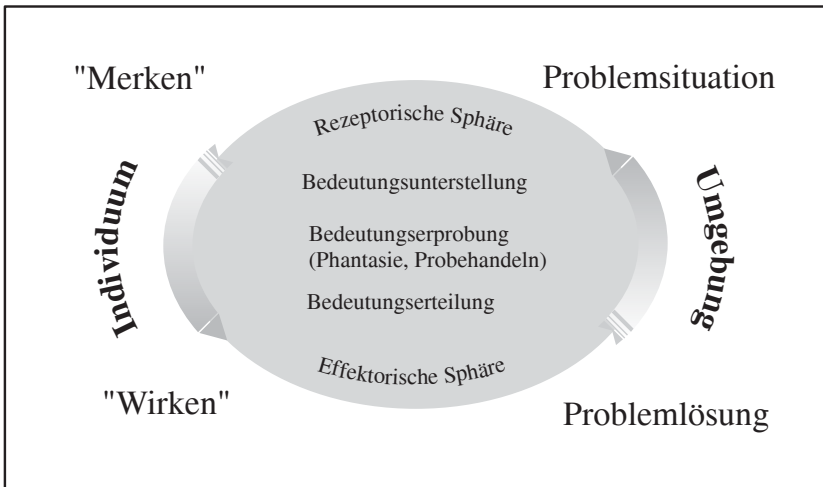 "Merken"
Problemsituation
Rezeptorische Sphäre
Individuum
Bedeutungsunterstellung
Umgebung
Bedeutungserprobung
(Phantasie, Probehandeln)
Bedeutungserteilung
Effektorische Sphäre
"Wirken"
Problemlösung